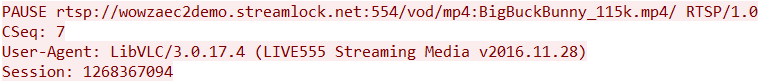 PAUSE rtsp://wowzaec2demo.streamlock.net:554/vod/mp4:BigBuckBunny_115k.mp4/ RTSP/1.0
CSeq: 7
User-Agent: LibVLC/3.0.17.4 (LIVE555 Streaming Media v2016.11.28)
Session: 1268367094